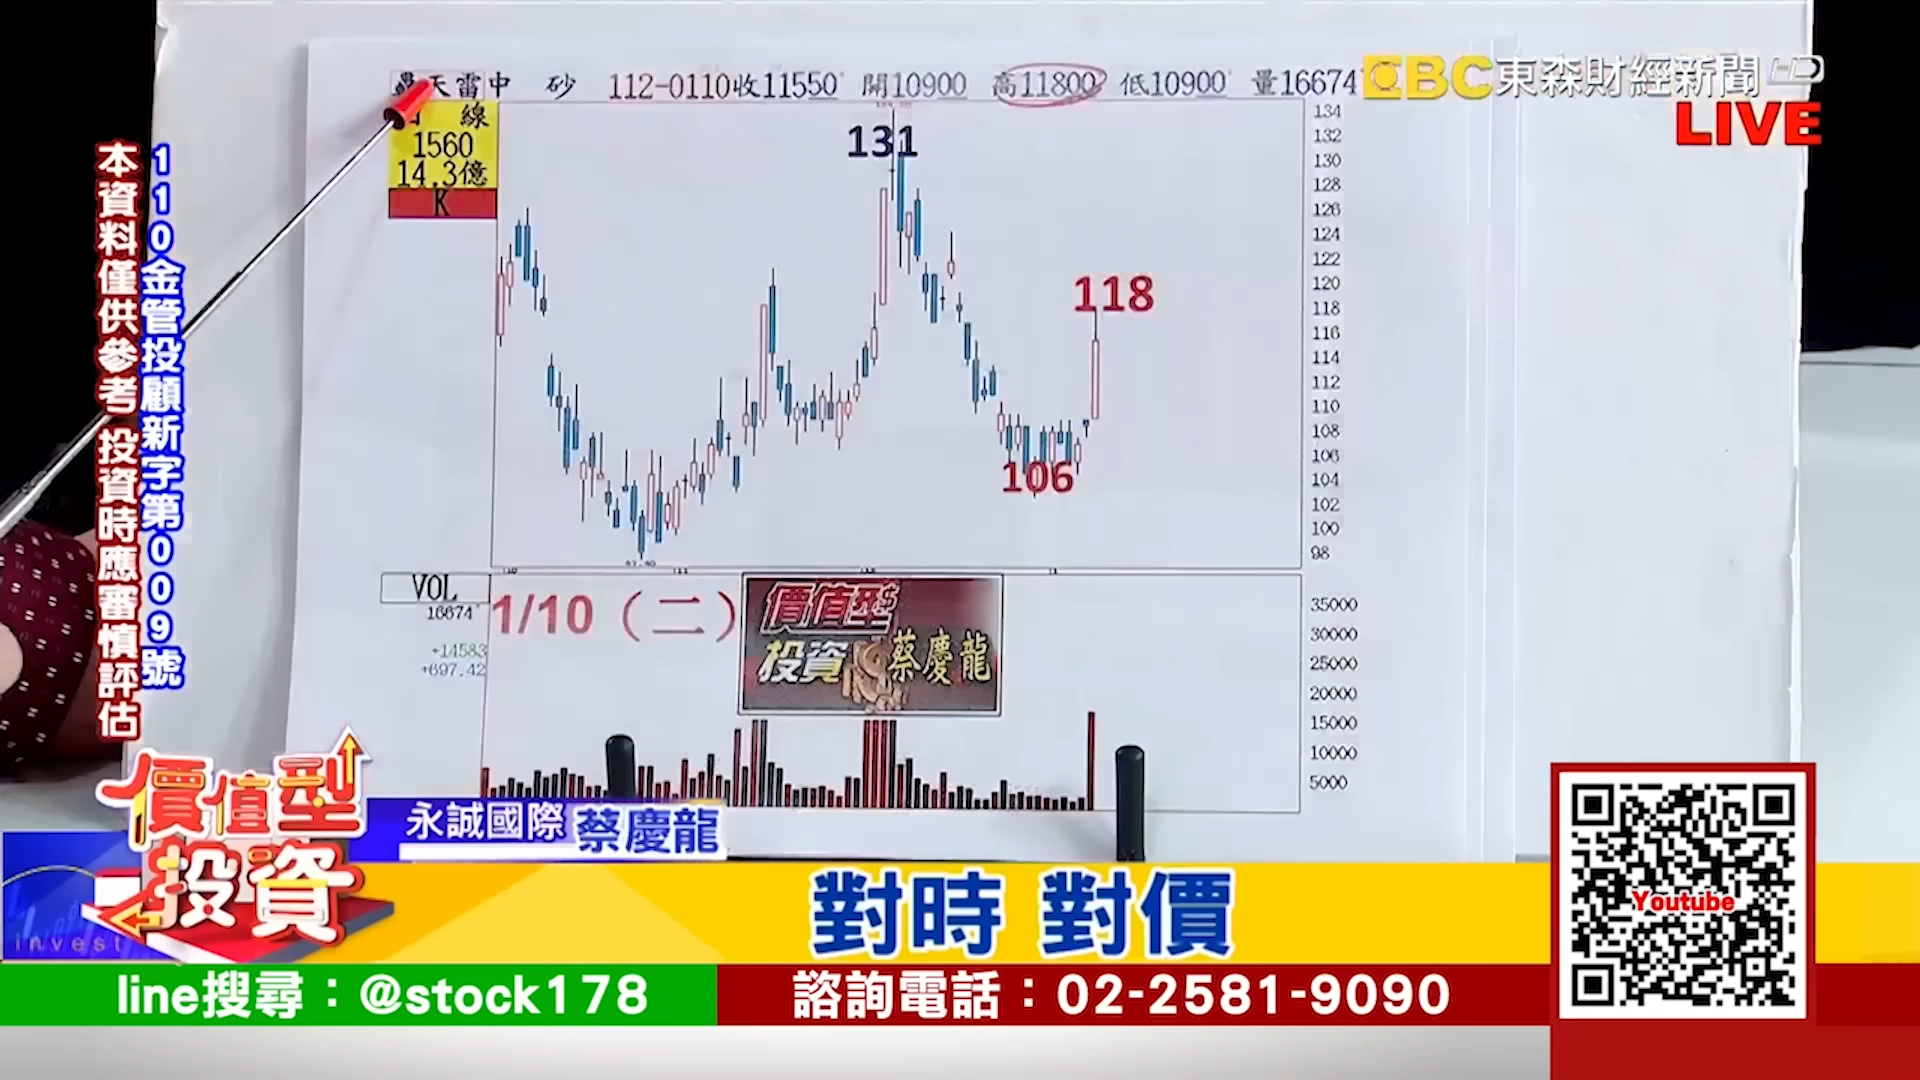 天雷中 砂 112-0110收11550 開10900 高11800 低10900 量16674
EBC東森財經新聞HD
LIVE
線
1560
14.3億
K
131
118
106
134
132
130
128
126
124
122
120
118
116
114
112
110
108
106
104
102
100
98
本資料僅供參考 投資時應審慎評估
110金管投顧新字第009號
VOL
16674
+14583
+697.42
1/10（二）
價值型
投資
蔡慶龍
35000
30000
25000
20000
15000
10000
5000
價值型
投資
invest
永誠國際 蔡慶龍
對時 對價
Youtube
line搜尋：@stock178
諮詢電話：02-2581-9090